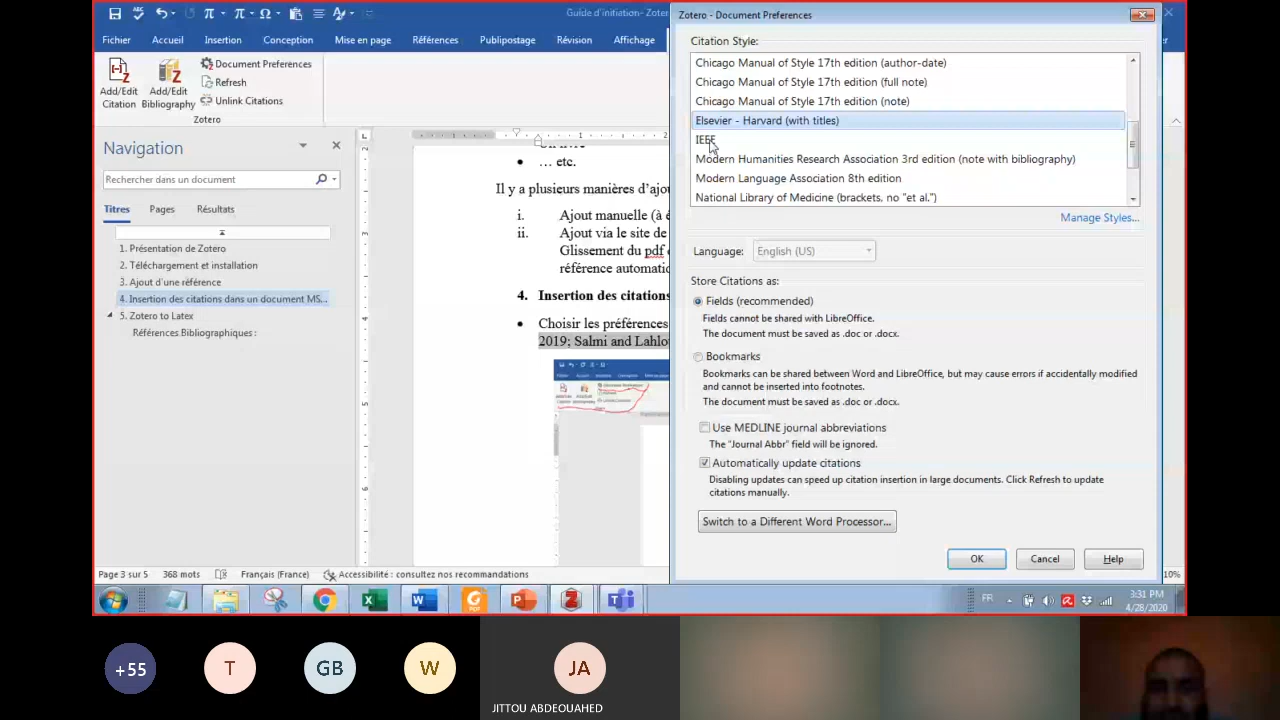 Guide d'initiation- Zoter
Fichier Accueil Insertion Conception Mise en page Références Publipostage Révision Affichage
Add/Edit Citation
Add/Edit Bibliography
Document Preferences
Refresh
Unlink Citations
Zotero
Navigation
Rechercher dans un document
Titres Pages Résultats
1. Présentation de Zotero
2. Téléchargement et installation
3. Ajout d'une référence
4. Insertion des citations dans un document MS...
5. Zotero to Latex
Références Bibliographiques :
• … etc.
Il y a plusieurs manières d'ajou
i. Ajout manuelle (à
ii. Ajout via le site de
Glissement du pdf
référence automati
4. Insertion des citations
• Choisir les préférences
2019; Salmi and Lahlo
Page 3 sur 5 368 mots Français (France) Accessibilité : consultez nos recommandations
10%
Zotero - Document Preferences
Citation Style:
Chicago Manual of Style 17th edition (author-date)
Chicago Manual of Style 17th edition (full note)
Chicago Manual of Style 17th edition (note)
Elsevier - Harvard (with titles)
IEEE
Modern Humanities Research Association 3rd edition (note with bibliography)
Modern Language Association 8th edition
National Library of Medicine (brackets, no "et al.")
Manage Styles...
Language: English (US)
Store Citations as:
Fields (recommended)
Fields cannot be shared with LibreOffice.
The document must be saved as .doc or .docx.
Bookmarks
Bookmarks can be shared between Word and LibreOffice, but may cause errors if accidentally modified
and cannot be inserted into footnotes.
The document must be saved as .doc or .docx.
Use MEDLINE journal abbreviations
The "Journal Abbr" field will be ignored.
Automatically update citations
Disabling updates can speed up citation insertion in large documents. Click Refresh to update
citations manually.
Switch to a Different Word Processor...
OK Cancel Help
FR
3:31 PM
4/28/2020
+55 T GB W JA
JITTOU ABDEOUAHED